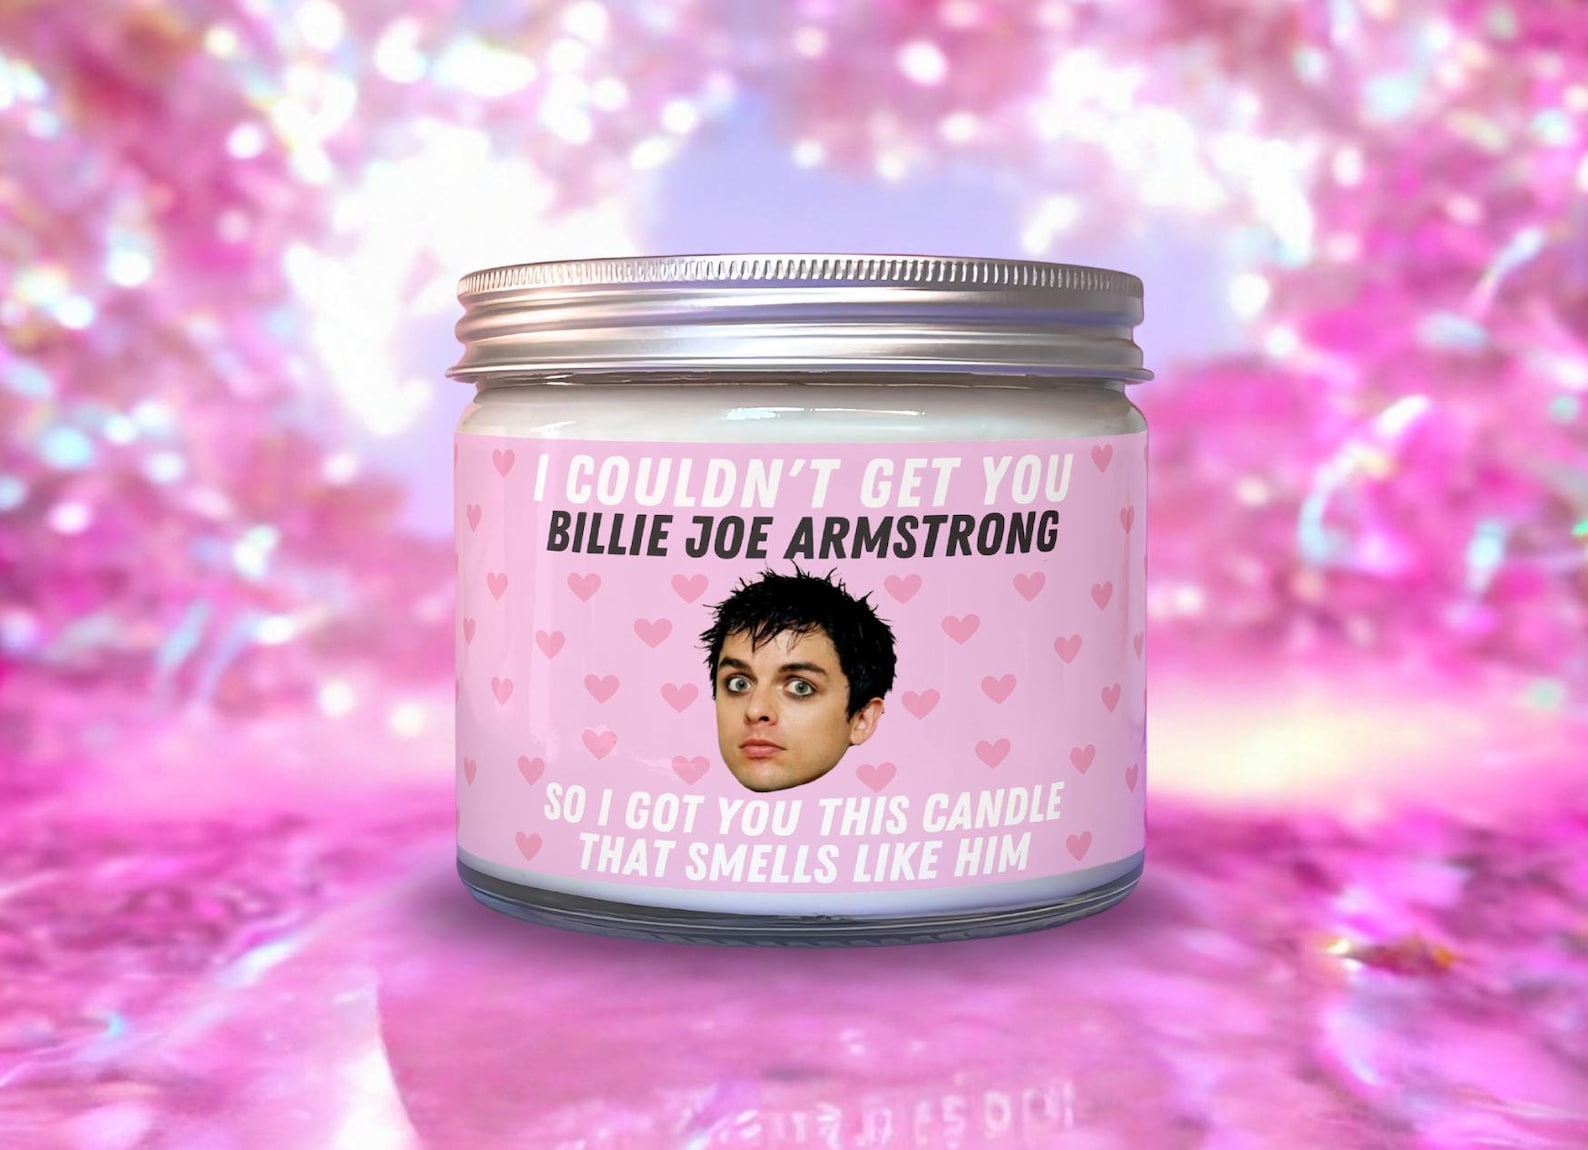 I COULDN'T GET YOU
BILLIE JOE ARMSTRONG
SO I GOT YOU THIS CANDLE
THAT SMELLS LIKE HIM